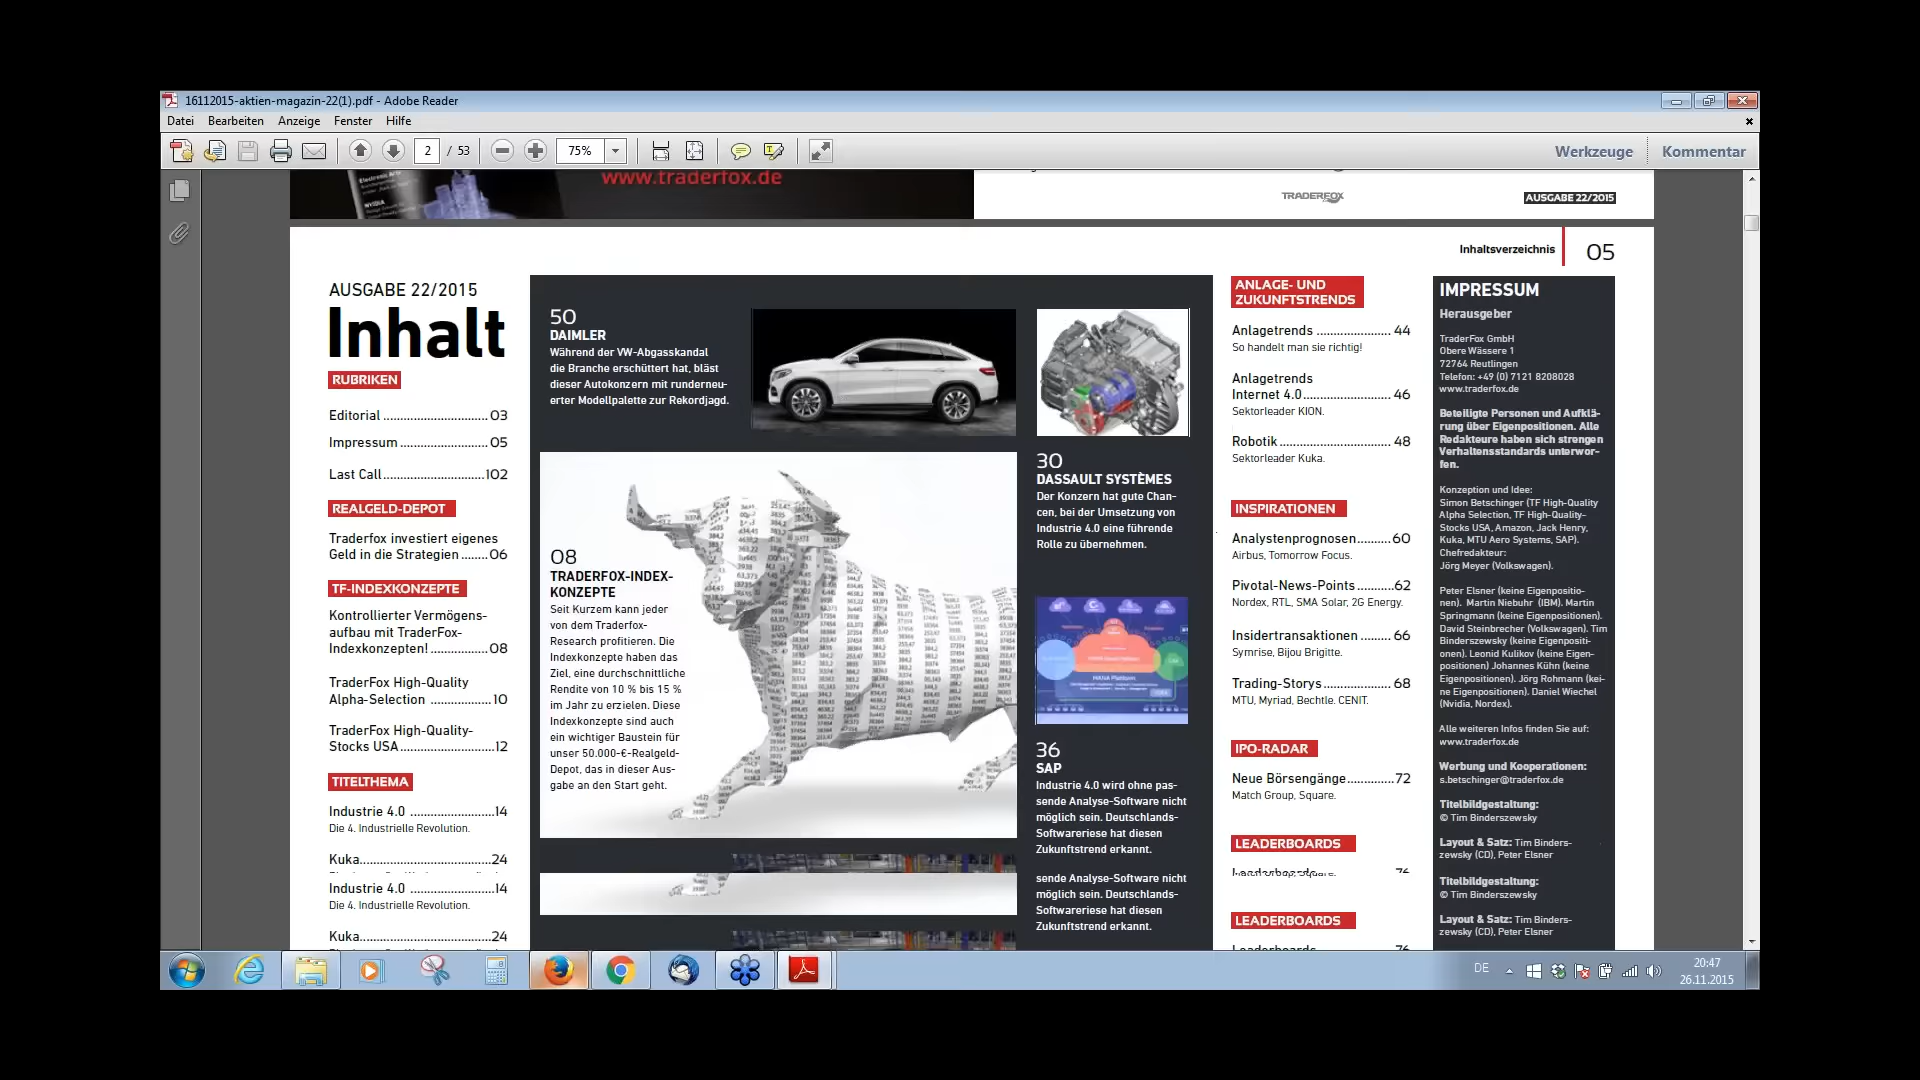 16112015-aktien-magazin-22(1).pdf - Adobe Reader
Datei Bearbeiten Anzeige Fenster Hilfe
2 / 53 75% Werkzeuge Kommentar
www.traderfox.de
TRADERFOX
AUSGABE 22/2015
Inhaltsverzeichnis 05
AUSGABE 22/2015
Inhalt
RUBRIKEN
Editorial 03
Impressum 05
Last Call 102
REALGELD-DEPOT
Traderfox investiert eigenes
Geld in die Strategien 06
TF-INDEXKONZEPTE
Kontrollierter Vermögens-
aufbau mit TraderFox-
Indexkonzepten! 08
TraderFox High-Quality
Alpha-Selection 10
TraderFox High-Quality-
Stocks USA 12
TITELTHEMA
Industrie 4.0 14
Die 4. Industrielle Revolution.
Kuka 24
Industrie 4.0 14
Die 4. Industrielle Revolution.
Kuka 24
50
DAIMLER
Während der VW-Abgasskandal
die Branche erschüttert hat, bläst
dieser Autokonzern mit runderneu-
erter Modellpalette zur Rekordjagd.
08
TRADERFOX-INDEX-
KONZEPTE
Seit Kurzem kann jeder
von dem Traderfox-
Research profitieren. Die
Indexkonzepte haben das
Ziel, eine durchschnittliche
Rendite von 10 % bis 15 %
im Jahr zu erzielen. Diese
Indexkonzepte sind auch
ein wichtiger Baustein für
unser 50.000-€-Realgeld-
Depot, das in dieser Aus-
gabe an den Start geht.
30
DASSAULT SYSTÈMES
Der Konzern hat gute Chan-
cen, bei der Umsetzung von
Industrie 4.0 eine führende
Rolle zu übernehmen.
36
SAP
Industrie 4.0 wird ohne pas-
sende Analyse-Software nicht
möglich sein. Deutschlands-
Softwareriese hat diesen
Zukunftstrend erkannt.
sende Analyse-Software nicht
möglich sein. Deutschlands-
Softwareriese hat diesen
Zukunftstrend erkannt.
ANLAGE- UND
ZUKUNFTSTRENDS
Anlagetrends 44
So handelt man sie richtig!
Anlagetrends
Internet 4.0 46
Sektorleader KION.
Robotik 48
Sektorleader Kuka.
INSPIRATIONEN
Analystenprognosen 60
Airbus, Tomorrow Focus.
Pivotal-News-Points 62
Nordex, RTL, SMA Solar, 2G Energy.
Insidertransaktionen 66
Symrise, Bijou Brigitte.
Trading-Storys 68
MTU, Myriad, Bechtle. CENIT.
IPO-RADAR
Neue Börsengänge 72
Match Group, Square.
LEADERBOARDS
LEADERBOARDS
Leaderboards 76
IMPRESSUM
Herausgeber
TraderFox GmbH
Obere Wässere 1
72764 Reutlingen
Telefon: +49 (0) 7121 8208028
www.traderfox.de
Beteiligte Personen und Aufklä-
rung über Eigenpositionen. Alle
Redakteure haben sich strengen
Verhaltensstandards unterwor-
fen.
Konzeption und Idee:
Simon Betschinger (TF High-Quality
Alpha Selection, TF High-Quality-
Stocks USA, Amazon, Jack Henry,
Kuka, MTU Aero Systems, SAP).
Chefredakteur:
Jörg Meyer (Volkswagen).
Peter Elsner (keine Eigenpositio-
nen). Martin Niebuhr (IBM). Martin
Springmann (keine Eigenpositionen).
David Steinbrecher (Volkswagen). Tim
Binderszewsky (keine Eigenpositi-
onen). Leonid Kulikov (keine Eigen-
positionen) Johannes Kühn (keine
Eigenpositionen). Jörg Rohmann (kei-
ne Eigenpositionen). Daniel Wiechel
(Nvidia, Nordex).
Alle weiteren Infos finden Sie auf:
www.traderfox.de
Werbung und Kooperationen:
s.betschinger@traderfox.de
Titelbildgestaltung:
© Tim Binderszewsky
Layout & Satz: Tim Binders-
zewsky (CD), Peter Elsner
Titelbildgestaltung:
© Tim Binderszewsky
Layout & Satz: Tim Binders-
zewsky (CD), Peter Elsner
DE
20:47
26.11.2015